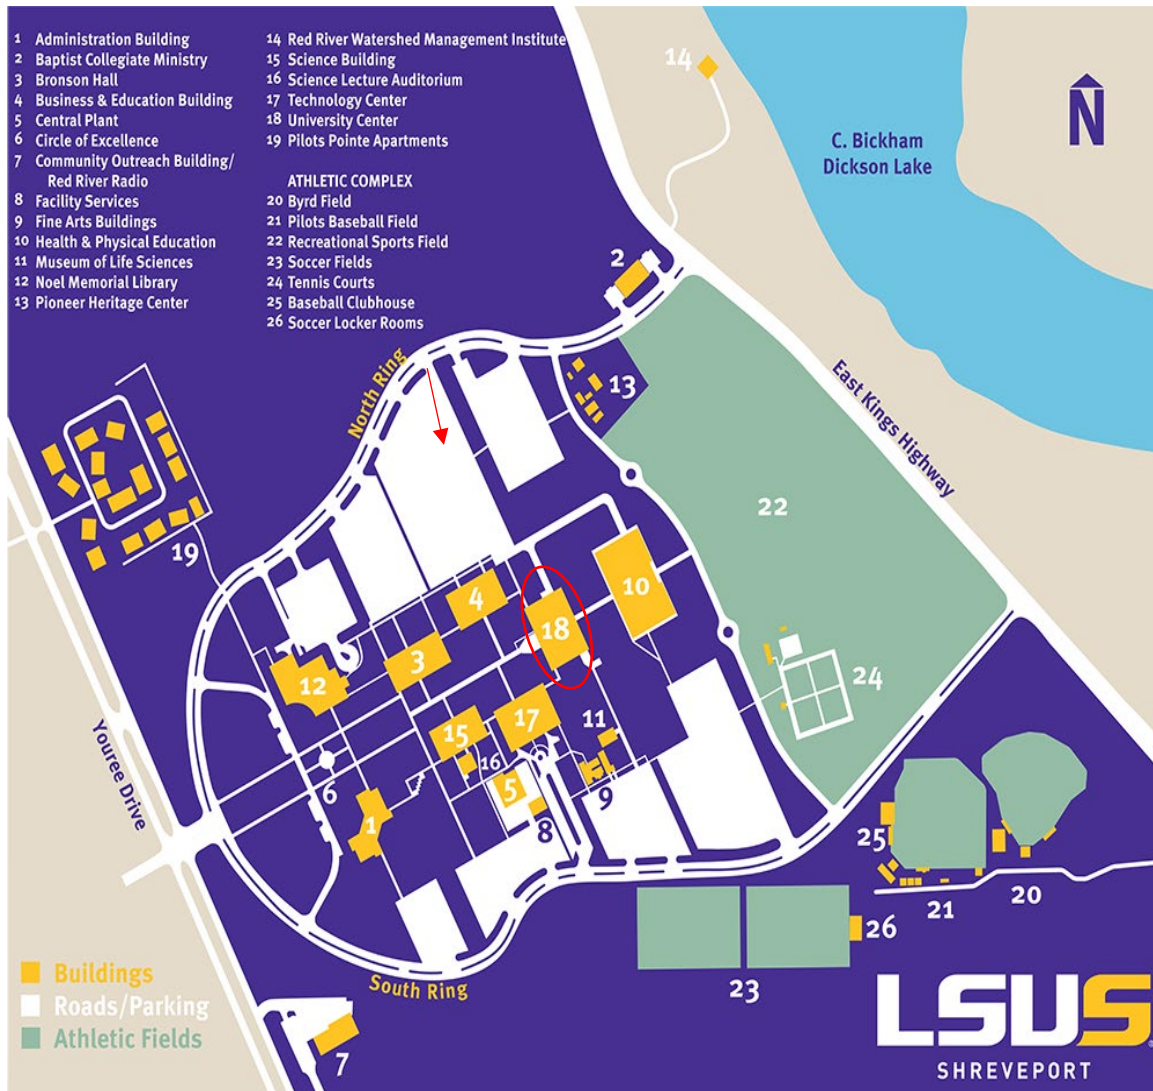 1 Administration Building
2 Baptist Collegiate Ministry
3 Bronson Hall
4 Business & Education Building
5 Central Plant
6 Circle of Excellence
7 Community Outreach Building/
Red River Radio
8 Facility Services
9 Fine Arts Buildings
10 Health & Physical Education
11 Museum of Life Sciences
12 Noel Memorial Library
13 Pioneer Heritage Center
14 Red River Watershed Management Institute
15 Science Building
16 Science Lecture Auditorium
17 Technology Center
18 University Center
19 Pilots Pointe Apartments
ATHLETIC COMPLEX
20 Byrd Field
21 Pilots Baseball Field
22 Recreational Sports Field
23 Soccer Fields
24 Tennis Courts
25 Baseball Clubhouse
26 Soccer Locker Rooms
14
N
C. Bickham
Dickson Lake
2
North Ring
13
East Kings Highway
22
19
10
4
18
3
12
24
17
11
15
16
Youree Drive
6
5
9
1
8
25
20
21
26
23
South Ring
7
Buildings
Roads/Parking
Athletic Fields
LSUS
SHREVEPORT